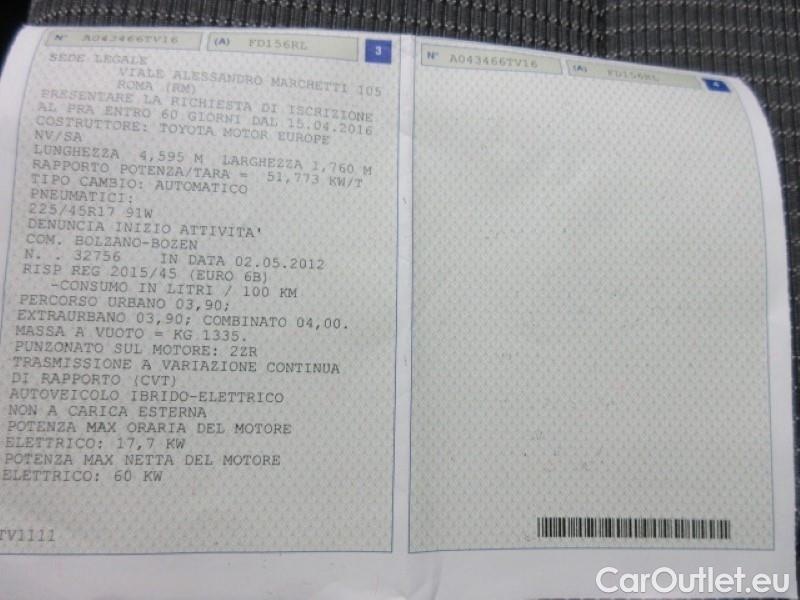 N° A043466TV16 (A) FD156RL 3
SEDE LEGALE
VIALE ALESSANDRO MARCHETTI 105
ROMA (RM)
PRESENTARE LA RICHIESTA DI ISCRIZIONE
AL PRA ENTRO 60 GIORNI DAL 15.04.2016
COSTRUTTORE: TOYOTA MOTOR EUROPE
NV/SA
LUNGHEZZA 4,595 M LARGHEZZA 1,760 M
RAPPORTO POTENZA/TARA = 51,773 KW/T
TIPO CAMBIO: AUTOMATICO
PNEUMATICI:
225/45R17 91W
DENUNCIA INIZIO ATTIVITA'
COM. BOLZANO-BOZEN
N. . 32756 IN DATA 02.05.2012
RISP REG 2015/45 (EURO 6B)
-CONSUMO IN LITRI / 100 KM
PERCORSO URBANO 03,90;
EXTRAURBANO 03,90; COMBINATO 04,00.
MASSA A VUOTO = KG 1335.
PUNZONATO SUL MOTORE: 2ZR
TRASMISSIONE A VARIAZIONE CONTINUA
DI RAPPORTO (CVT)
AUTOVEICOLO IBRIDO-ELETTRICO
NON A CARICA ESTERNA
POTENZA MAX ORARIA DEL MOTORE
ELETTRICO: 17,7 KW
POTENZA MAX NETTA DEL MOTORE
ELETTRICO: 60 KW
TV1111
N° A043466TV16 (A) FD156RL 4
CarOutlet.eu